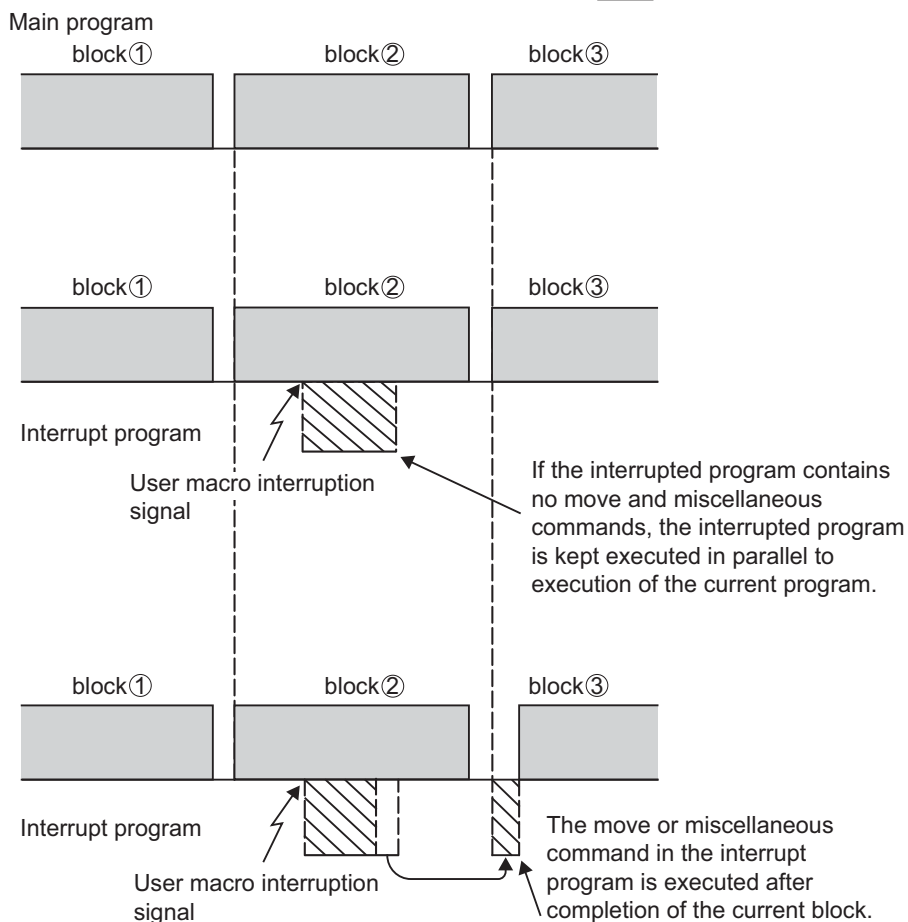 Main program
block① block② block③
block① block② block③
Interrupt program
User macro interruption
signal
If the interrupted program contains
no move and miscellaneous
commands, the interrupted program
is kept executed in parallel to
execution of the current program.
block① block② block③
Interrupt program
User macro interruption
signal
The move or miscellaneous
command in the interrupt
program is executed after
completion of the current block.